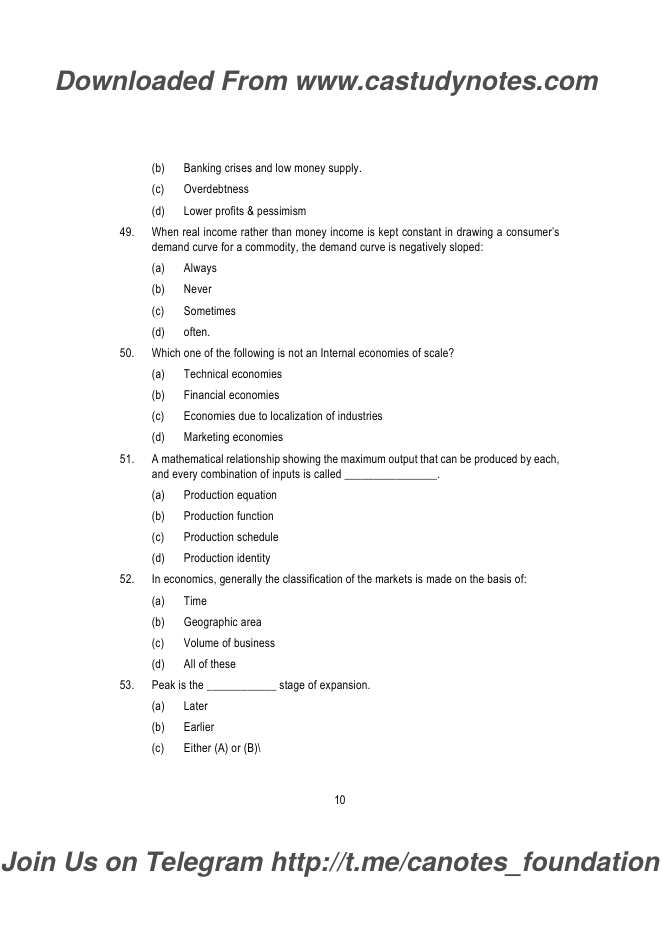 Downloaded From www.castudynotes.com
(b) Banking crises and low money supply.
(c) Overdebtness
(d) Lower profits & pessimism
49. When real income rather than money income is kept constant in drawing a consumer's
demand curve for a commodity, the demand curve is negatively sloped:
(a) Always
(b) Never
(c) Sometimes
(d) often.
50. Which one of the following is not an Internal economies of scale?
(a) Technical economies
(b) Financial economies
(c) Economies due to localization of industries
(d) Marketing economies
51. A mathematical relationship showing the maximum output that can be produced by each,
and every combination of inputs is called ________________.
(a) Production equation
(b) Production function
(c) Production schedule
(d) Production identity
52. In economics, generally the classification of the markets is made on the basis of:
(a) Time
(b) Geographic area
(c) Volume of business
(d) All of these
53. Peak is the ____________ stage of expansion.
(a) Later
(b) Earlier
(c) Either (A) or (B)\
10
Join Us on Telegram http://t.me/canotes_foundation